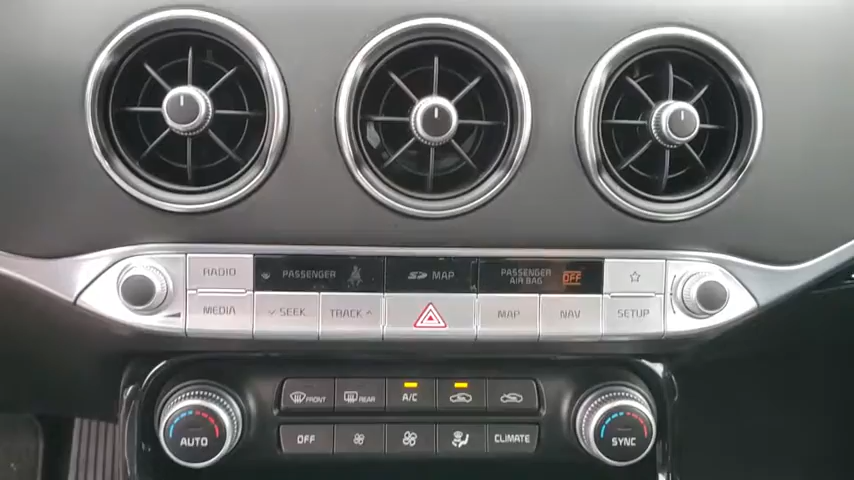 RADIO
PASSENGER
SD MAP
PASSENGER
AIR BAG
OFF
MEDIA
SEEK
TRACK
MAP
NAV
SETUP
FRONT
REAR
A/C
AUTO
OFF
CLIMATE
SYNC